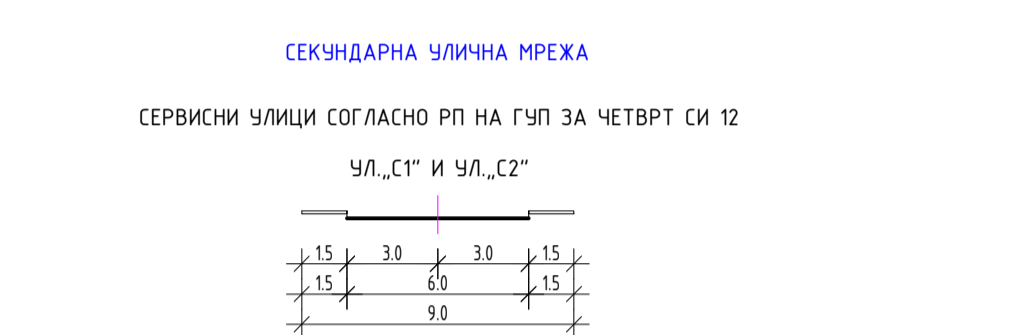 СЕКУНДАРНА УЛИЧНА МРЕЖА
СЕРВИСНИ УЛИЦИ СОГЛАСНО РП НА ГУП ЗА ЧЕТВРТ СИ 12
УЛ.„С1“ И УЛ.„С2“
1.5 3.0 3.0 1.5
1.5 6.0 1.5
9.0